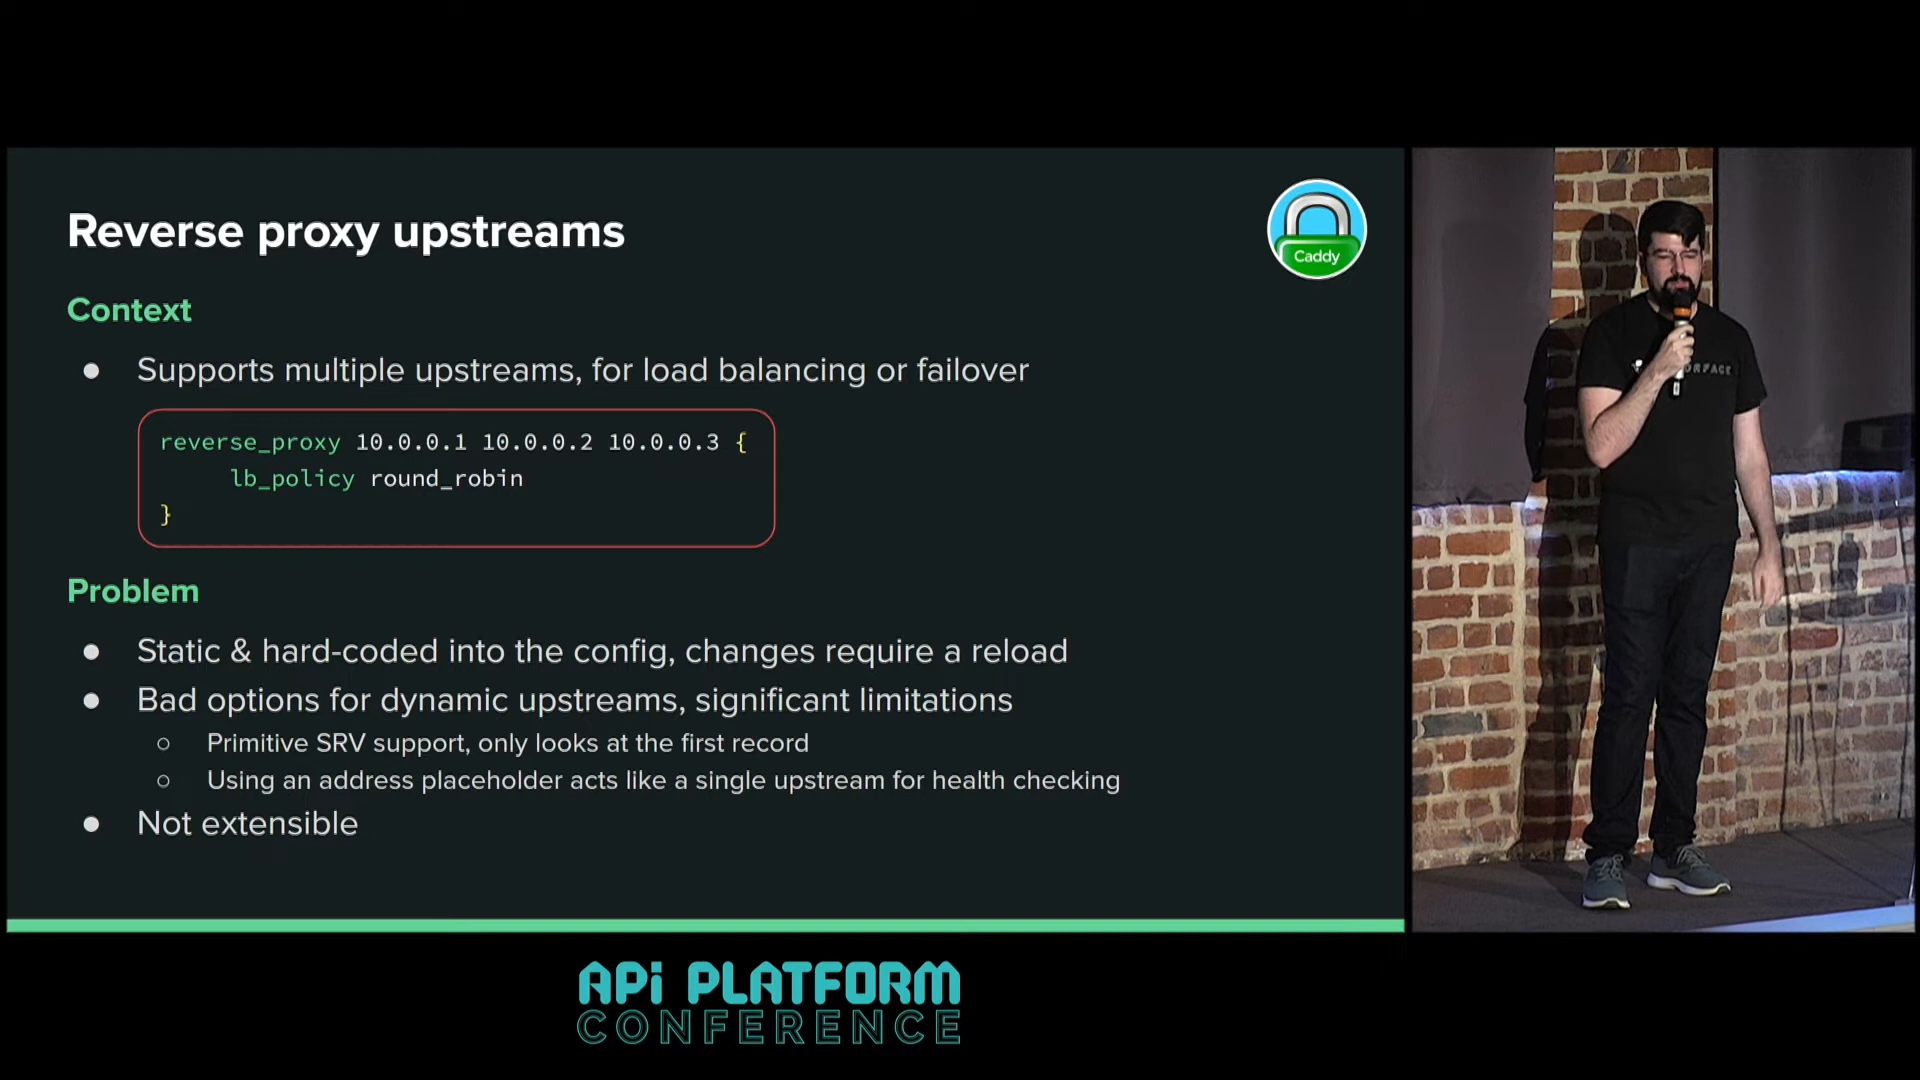 Reverse proxy upstreams
Caddy
Context
● Supports multiple upstreams, for load balancing or failover
reverse_proxy 10.0.0.1 10.0.0.2 10.0.0.3 {
lb_policy round_robin
}
Problem
● Static & hard-coded into the config, changes require a reload
● Bad options for dynamic upstreams, significant limitations
○ Primitive SRV support, only looks at the first record
○ Using an address placeholder acts like a single upstream for health checking
● Not extensible
APi PLATFORM
CONFERENCE